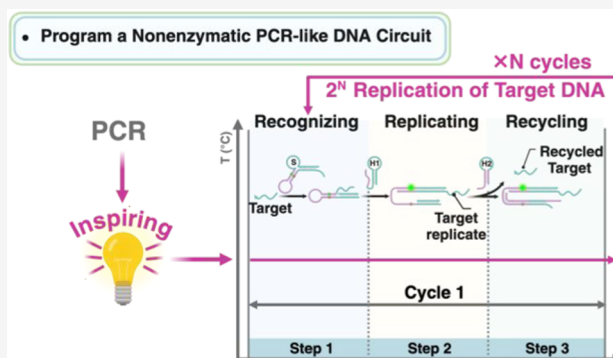 • Program a Nonenzymatic PCR-like DNA Circuit
×N cycles
2ᴺ Replication of Target DNA
PCR
Inspiring
T (°C)
Recognizing Replicating Recycling
S
H1
H2
Recycled
Target
Target
Target
replicate
Cycle 1
Step 1 Step 2 Step 3